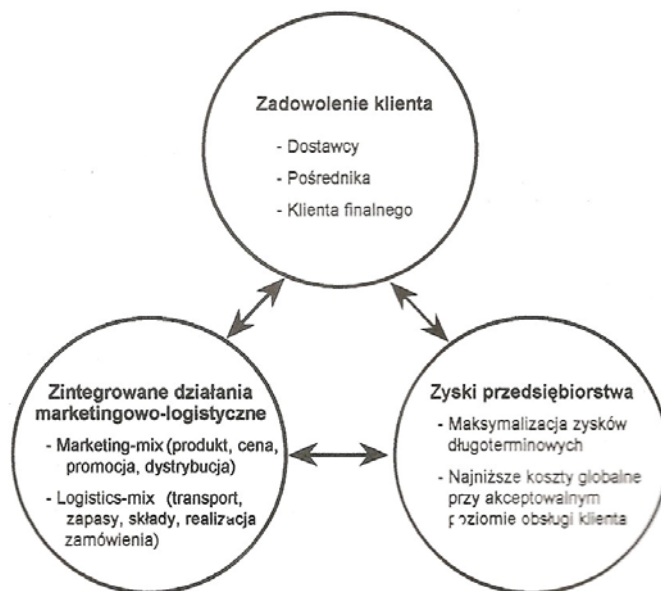 Zadowolenie klienta
- Dostawcy
- Pośrednika
- Klienta finalnego
Zintegrowane działania
marketingowo-logistyczne
- Marketing-mix (produkt, cena,
promocja, dystrybucja)
- Logistics-mix (transport,
zapasy, składy, realizacja
zamówienia)
Zyski przedsiębiorstwa
- Maksymalizacja zysków
długoterminowych
- Najniższe koszty globalne
przy akceptowalnym
poziomie obsługi klienta